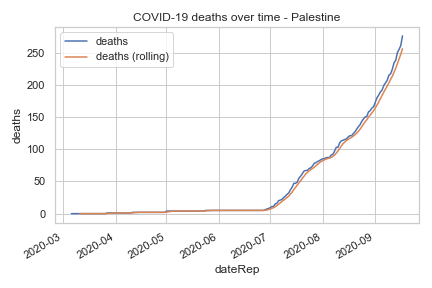 COVID-19 deaths over time - Palestine
deaths
deaths (rolling)
250
200
150
100
50
0
deaths
2020-03
2020-04
2020-05
2020-06
2020-07
2020-08
2020-09
dateRep